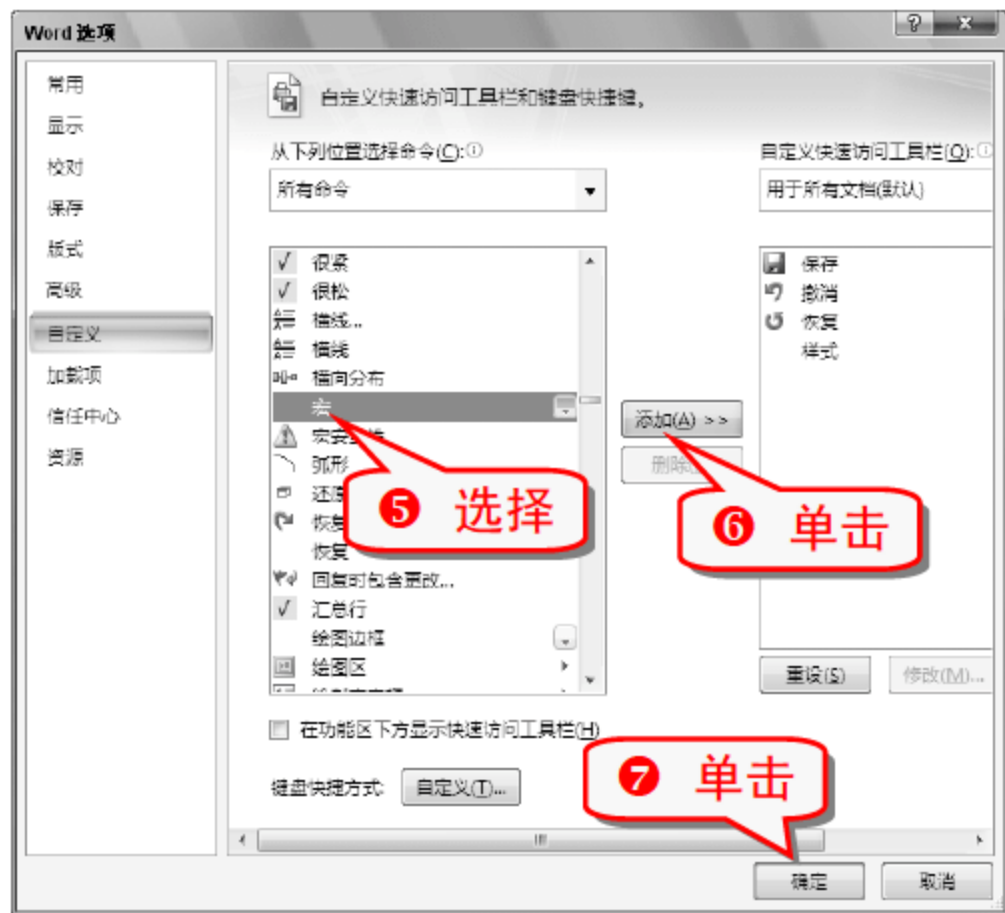 Word 选项
常用
显示
校对
保存
版式
高级
自定义
加载项
信任中心
资源
自定义快速访问工具栏和键盘快捷键。
从下列位置选择命令(C):
所有命令
很紧
很松
横线...
横线
横向分布
宏
宏安
弧形
还原
恢复
恢复
回复时包含更改...
汇总行
绘图边框
绘图区
添加(A) >>
删除
自定义快速访问工具栏(Q):
用于所有文档(默认)
保存
撤消
恢复
样式
❺ 选择
❻ 单击
重设(S)
修改(M)...
在功能区下方显示快速访问工具栏(H)
键盘快捷方式:
自定义(T)...
❼ 单击
确定
取消